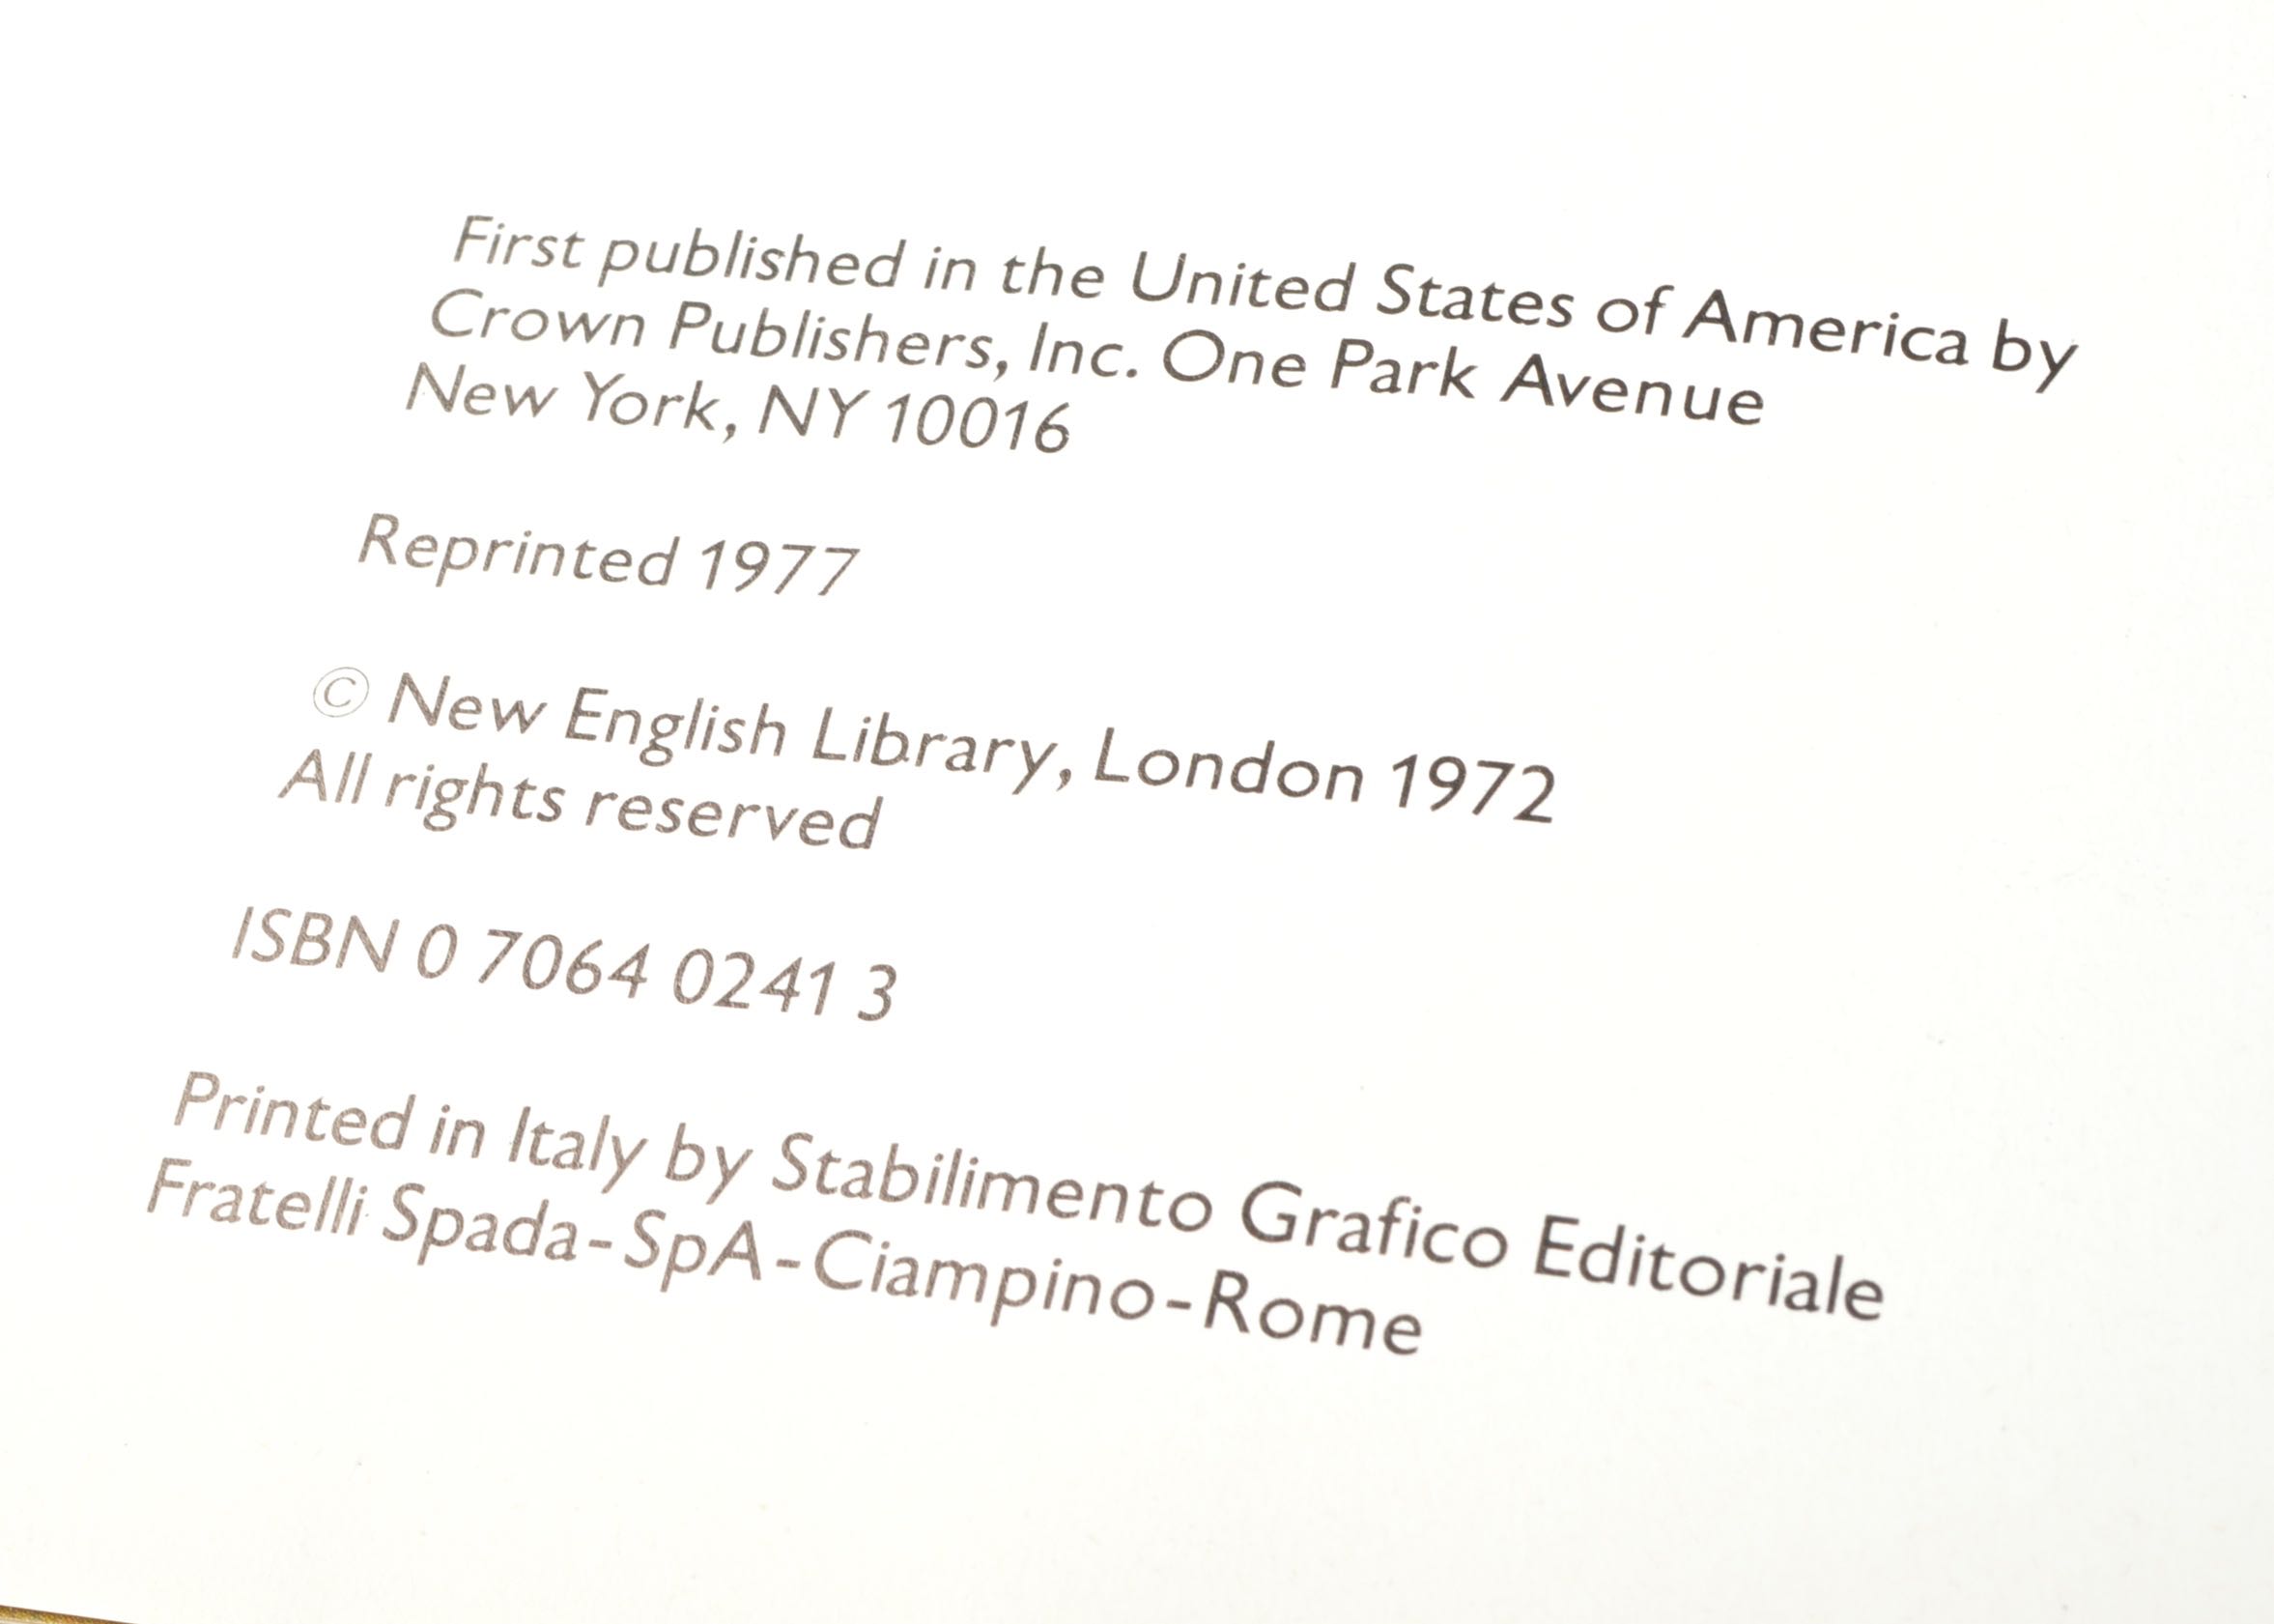 First published in the United States of America by
Crown Publishers, Inc. One Park Avenue
New York, NY 10016
Reprinted 1977
© New English Library, London 1972
All rights reserved
ISBN 0 7064 0241 3
Printed in Italy by Stabilimento Grafico Editoriale
Fratelli Spada-SpA-Ciampino-Rome